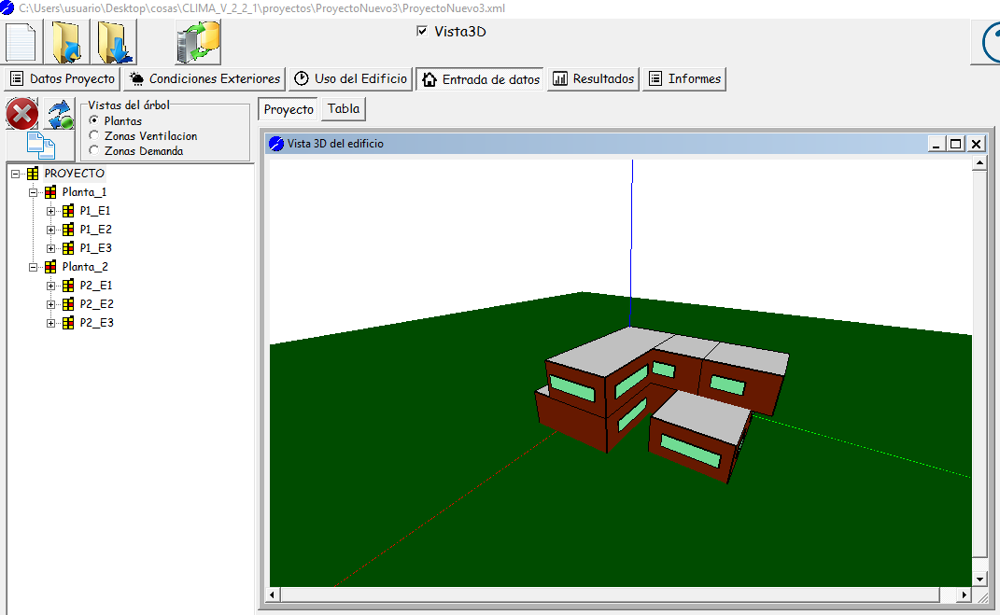 C:\Users\usuario\Desktop\cosas\CLIMA_V_2_2_1\proyectos\ProyectoNuevo3\ProyectoNuevo3.xml
Vista3D
Datos Proyecto
Condiciones Exteriores
Uso del Edificio
Entrada de datos
Resultados
Informes
Vistas del árbol
Plantas
Zonas Ventilacion
Zonas Demanda
Proyecto
Tabla
Vista 3D del edificio
PROYECTO
Planta_1
P1_E1
P1_E2
P1_E3
Planta_2
P2_E1
P2_E2
P2_E3